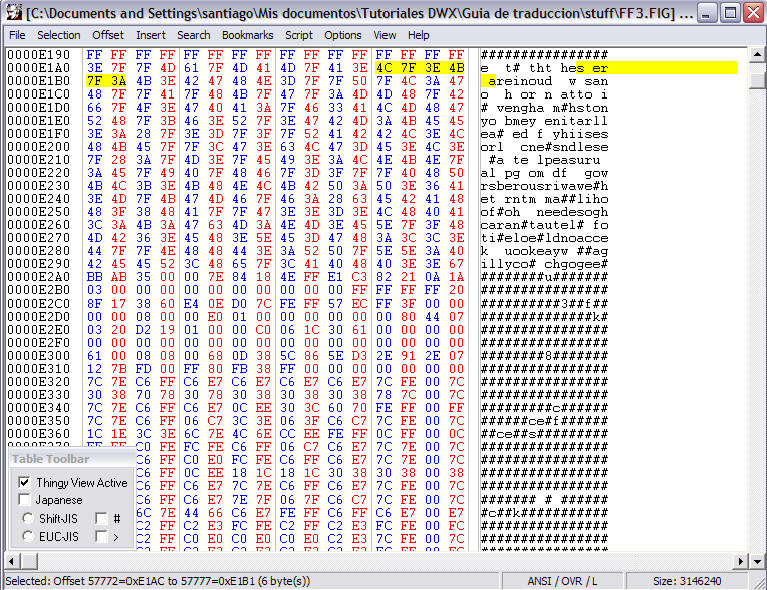 [C:\Documents and Settings\santiago\Mis documentos\Tutoriales DWX\Guia de traduccion\stuff\FF3.FIG] ...
File Selection Offset Insert Search Bookmarks Script Options View Help
0000E190 FF FF FF FF FF FF FF FF FF FF FF FF FF FF FF FF ################
0000E1A0 3E 7F 7F 4D 61 7F 4D 41 4D 7F 41 3E 4C 7F 3E 4B e t# tht hes er
0000E1B0 7F 3A 4B 3E 42 47 48 4E 3D 7F 7F 50 7F 4C 3A 47 areinoud w san
0000E1C0 48 7F 7F 41 7F 48 4B 7F 47 7F 3A 4D 4D 48 7F 42 o h or n atto i
0000E1D0 66 7F 4F 3E 47 40 41 3A 7F 46 33 41 4C 4D 48 47 # vengha m#hston
0000E1E0 52 48 7F 3B 46 3E 52 7F 3E 47 42 4D 3A 4B 45 45 yo bmey enitarll
0000E1F0 3E 3A 28 7F 3E 3D 7F 3F 7F 52 41 42 42 4C 3E 4C ea# ed f yhiises
0000E200 48 4B 45 7F 7F 3C 47 3E 63 4C 47 3D 45 3E 4C 3E orl cne#sndlese
0000E210 7F 28 3A 7F 4D 3E 7F 45 49 3E 3A 4C 4E 4B 4E 7F #a te lpeasuru
0000E220 3A 45 7F 49 40 7F 48 46 7F 3D 3F 7F 7F 40 48 50 al pg om df gow
0000E230 4B 4C 3B 3E 4B 48 4E 4C 4B 42 50 3A 50 3E 36 41 rsberousriwawe#h
0000E240 3E 4D 7F 4B 47 4D 46 7F 46 3A 28 63 45 42 41 48 et rntm ma##liho
0000E250 48 3F 38 48 41 7F 7F 47 3E 3E 3D 3E 4C 48 40 41 of#oh needesogh
0000E260 3C 3A 4B 3A 47 63 4D 3A 4E 4D 3E 45 5E 7F 3F 48 caran#tautel# fo
0000E270 4D 42 36 3E 45 48 3E 5E 45 3D 47 48 3A 3C 3C 3E ti#eloe#ldnoacce
0000E280 44 7F 7F 4E 48 48 44 3E 3A 52 50 7F 5E 5E 3A 40 k uookeayw ##ag
0000E290 42 45 45 52 3C 48 65 7F 3C 41 40 48 40 3E 3E 67 illyco# chgogee#
0000E2A0 BB AB 35 00 00 7E 84 18 4E FF E1 C3 82 21 0A 1A ########u#######
0000E2B0 03 00 00 00 00 00 00 00 00 00 00 FF FF FF FF 20 ################
0000E2C0 8F 17 38 60 E4 0E D0 7C FE FF 57 EC FF 3F 00 00 ##########3##f##
0000E2D0 00 00 08 00 00 E0 01 00 00 00 00 00 00 80 44 07 ##############k#
0000E2E0 03 20 D2 19 01 00 00 C0 06 1C 30 61 00 00 00 00 ################
0000E2F0 00 00 00 00 00 00 00 00 00 00 00 00 00 00 00 00 ################
0000E300 61 00 08 08 00 68 0D 38 5C 86 5E D3 2E 91 2E 07 ########8#######
0000E310 12 7B FD 00 FF 80 FB 38 FF 00 00 00 00 00 00 00 ################
0000E320 7C 7E C6 FF C6 E7 C6 E7 C6 E7 C6 E7 7C FE 00 7C ################
0000E330 30 38 70 78 30 78 30 38 30 38 30 38 78 7C 00 7C ################
0000E340 7C 7E C6 FF C6 E7 0C EE 30 3C 60 70 FE FF 00 FF #########c######
0000E350 7C 7E C6 FF 06 C7 3C 3E 06 3F C6 C7 7C FE 00 7C ######ce#f######
0000E360 1C 1E 3C 3E 6C 7E 4C 6E CC EE FE FF 0C FF 00 0C ##ce##s#########
Table Toolbar
Thingy View Active
Japanese
Shift-JIS #
EUC-JIS >
Selected: Offset 57772=0xE1AC to 57777=0xE1B1 (6 byte(s)) ANSI / OVR / L Size: 3146240